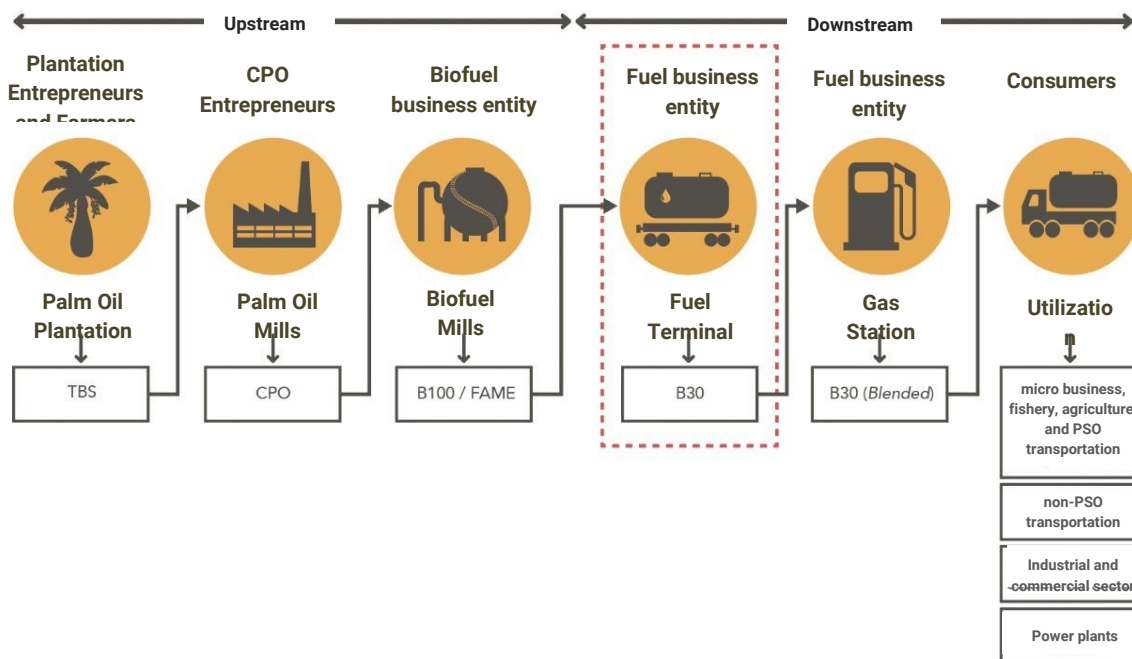 Upstream
Downstream
Plantation
Entrepreneurs
and Farmers
CPO
Entrepreneurs
Biofuel
business entity
Fuel business
entity
Fuel business
entity
Consumers
Palm Oil
Plantation
Palm Oil
Mills
Biofuel
Mills
Fuel
Terminal
Gas
Station
Utilizatio
n
TBS
CPO
B100 / FAME
B30
B30 (Blended)
micro business,
fishery, agriculture
and PSO
transportation
non-PSO
transportation
Industrial and
commercial sector
Power plants